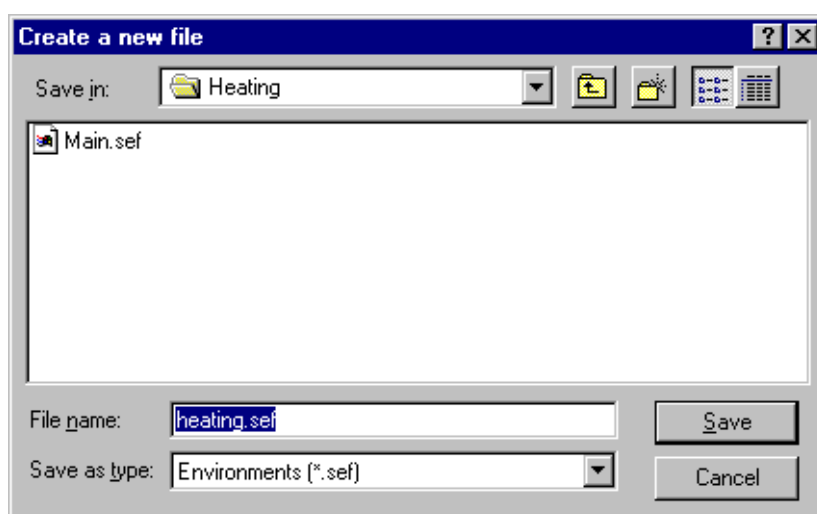 Create a new file
Save in: Heating
Main.sef
File name: heating.sef Save
Save as type: Environments (*.sef) Cancel